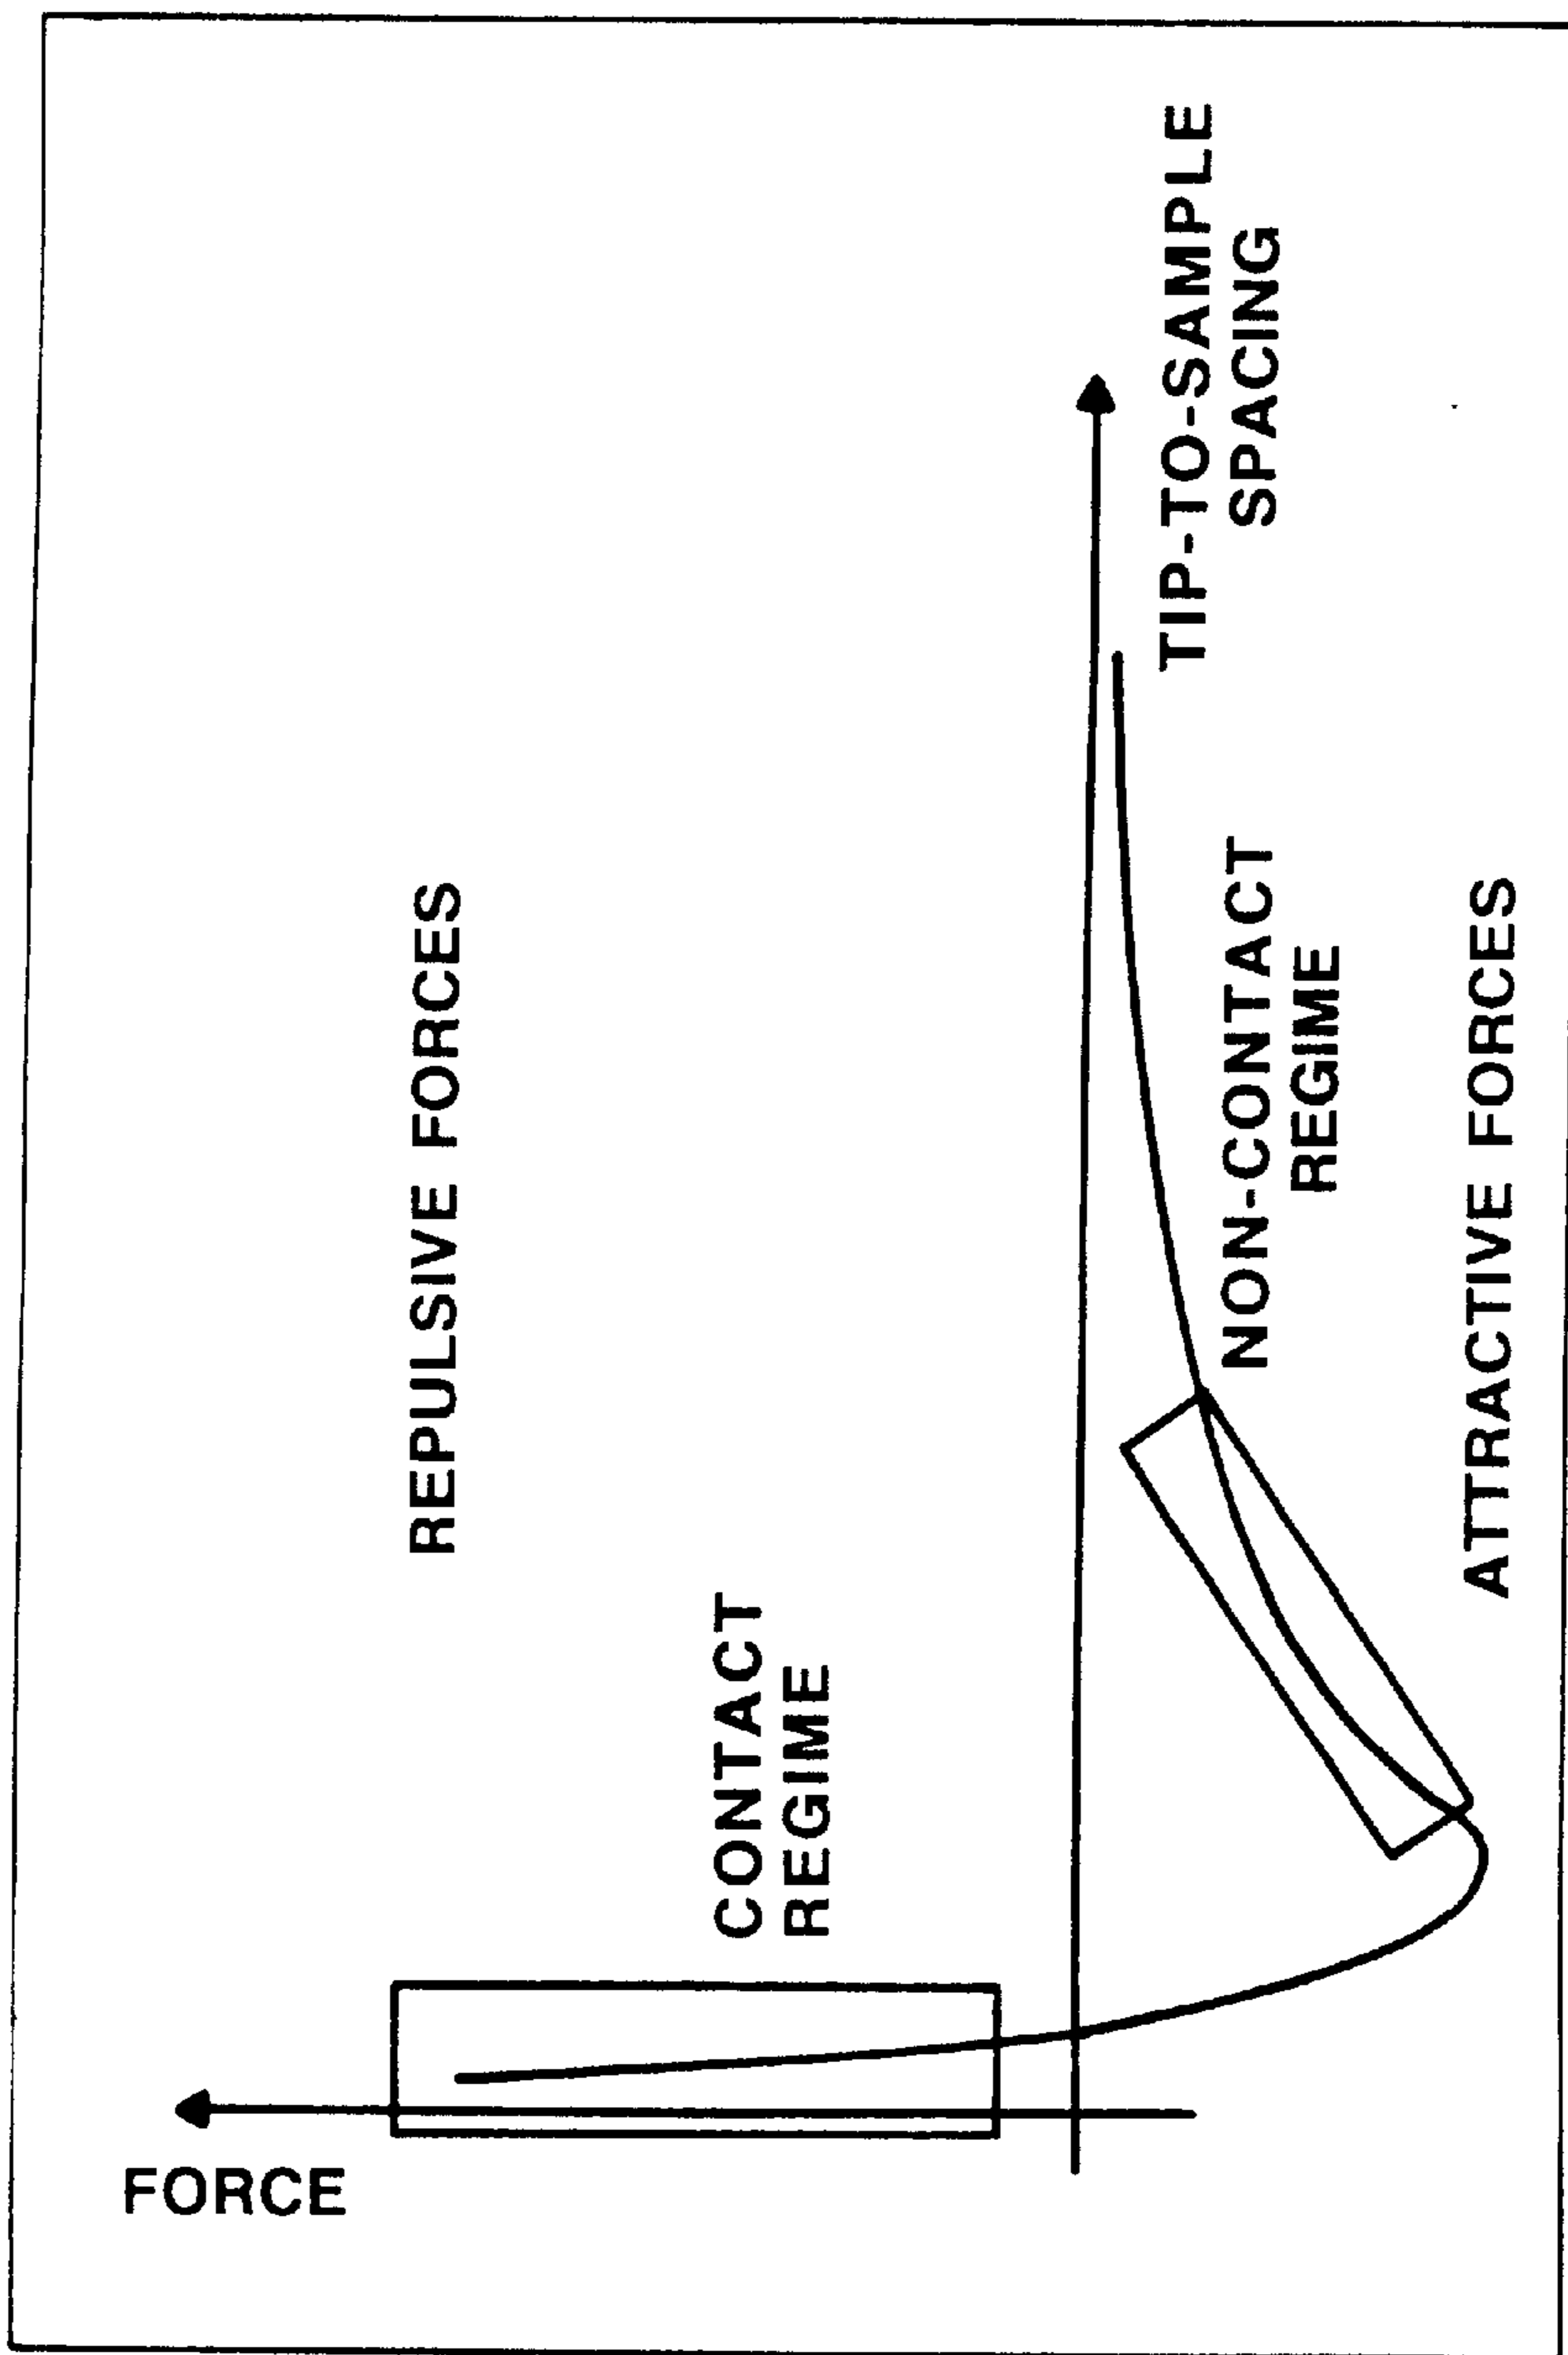 FORCE
REPULSIVE FORCES
CONTACT
REGIME
TIP-TO-SAMPLE
SPACING
NON-CONTACT
REGIME
ATTRACTIVE FORCES